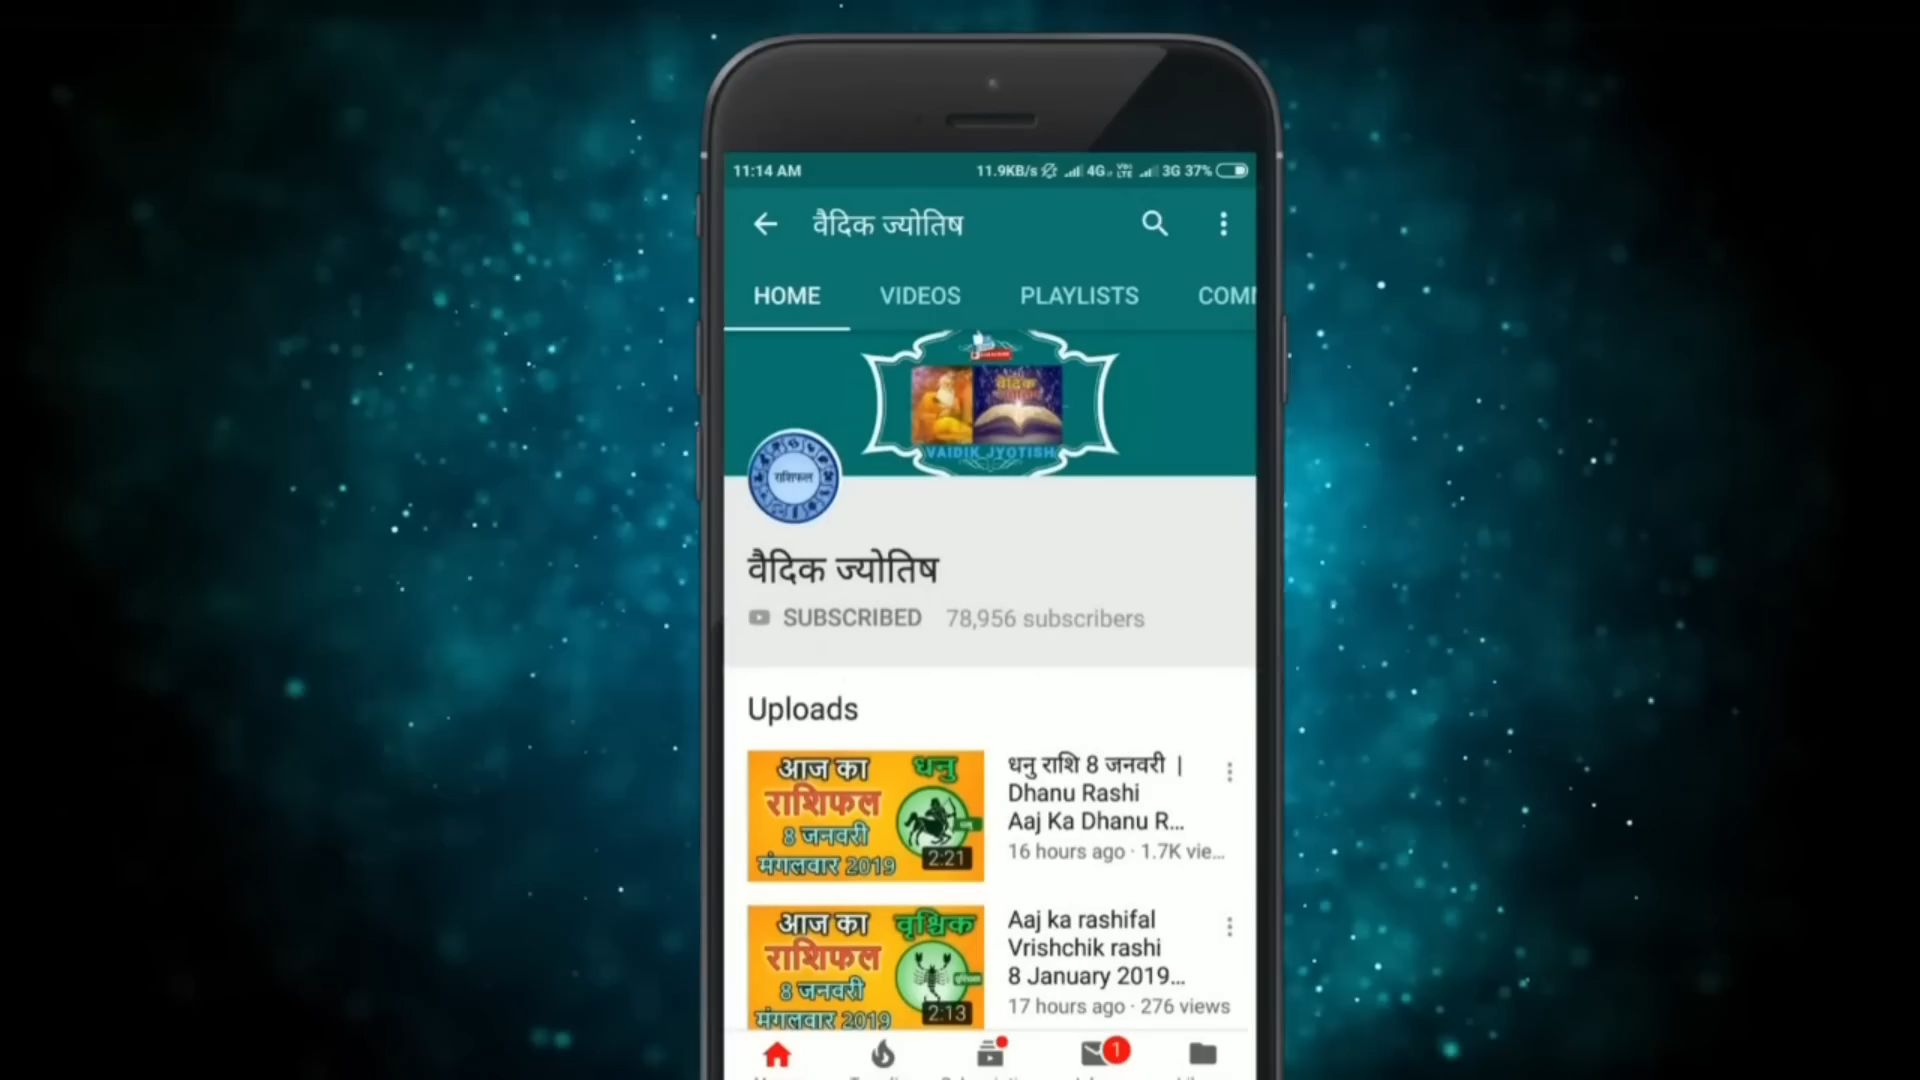 11:14 AM
11.9KB/s 4G VoLTE 3G 37%
वैदिक ज्योतिष
HOME VIDEOS PLAYLISTS COMM
वैदिक
VAIDIK JYOTISH
राशिफल
वैदिक ज्योतिष
SUBSCRIBED 78,956 subscribers
Uploads
आज का धनु
राशिफल
8 जनवरी
मंगलवार 2019
2:21
धनु राशि 8 जनवरी |
Dhanu Rashi
Aaj Ka Dhanu R...
16 hours ago · 1.7K vie...
आज का वृश्चिक
राशिफल
8 जनवरी
मंगलवार 2019
2:13
Aaj ka rashifal
Vrishchik rashi
8 January 2019...
17 hours ago · 276 views
1